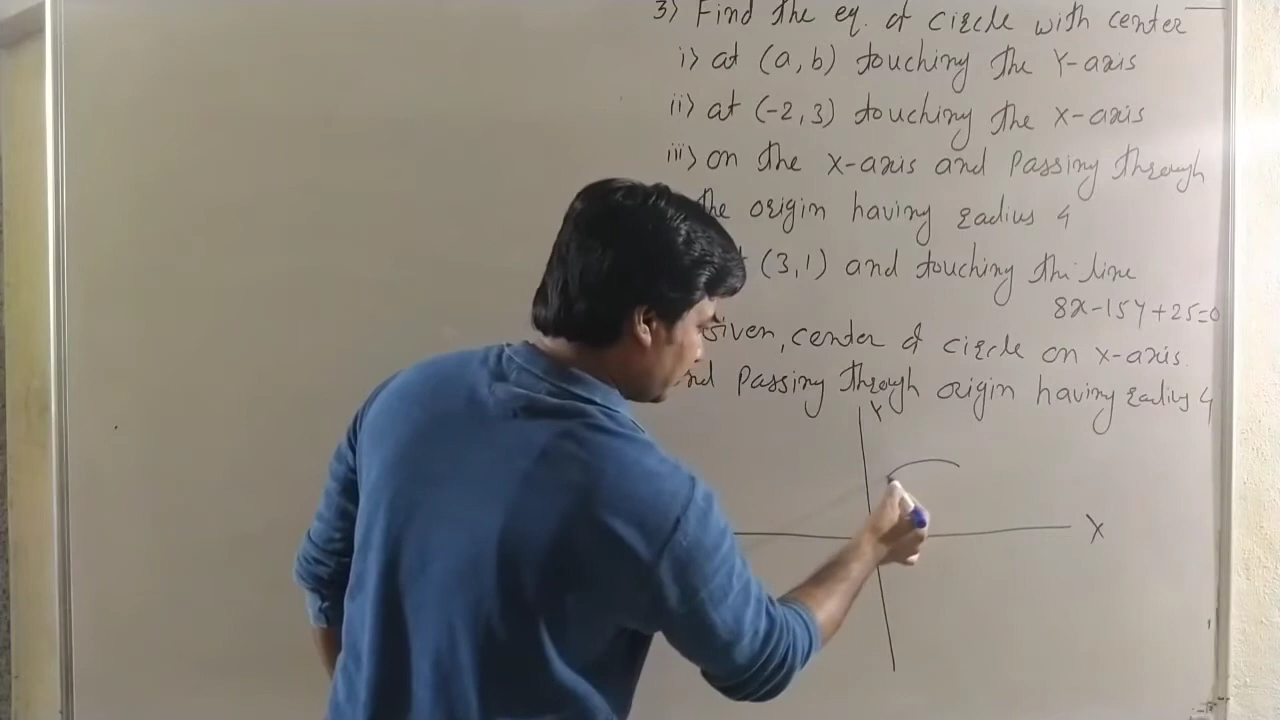 3) Find the eq. of circle with center
i) at (a, b) touching the Y-axis
ii) at (-2, 3) touching the X-axis
iii) on the X-axis and Passing through
the origin having radius 4
(3, 1) and touching the line
8x-15y+25=0
Given, center of circle on X-axis
Passing through origin having radius 4
Y
X